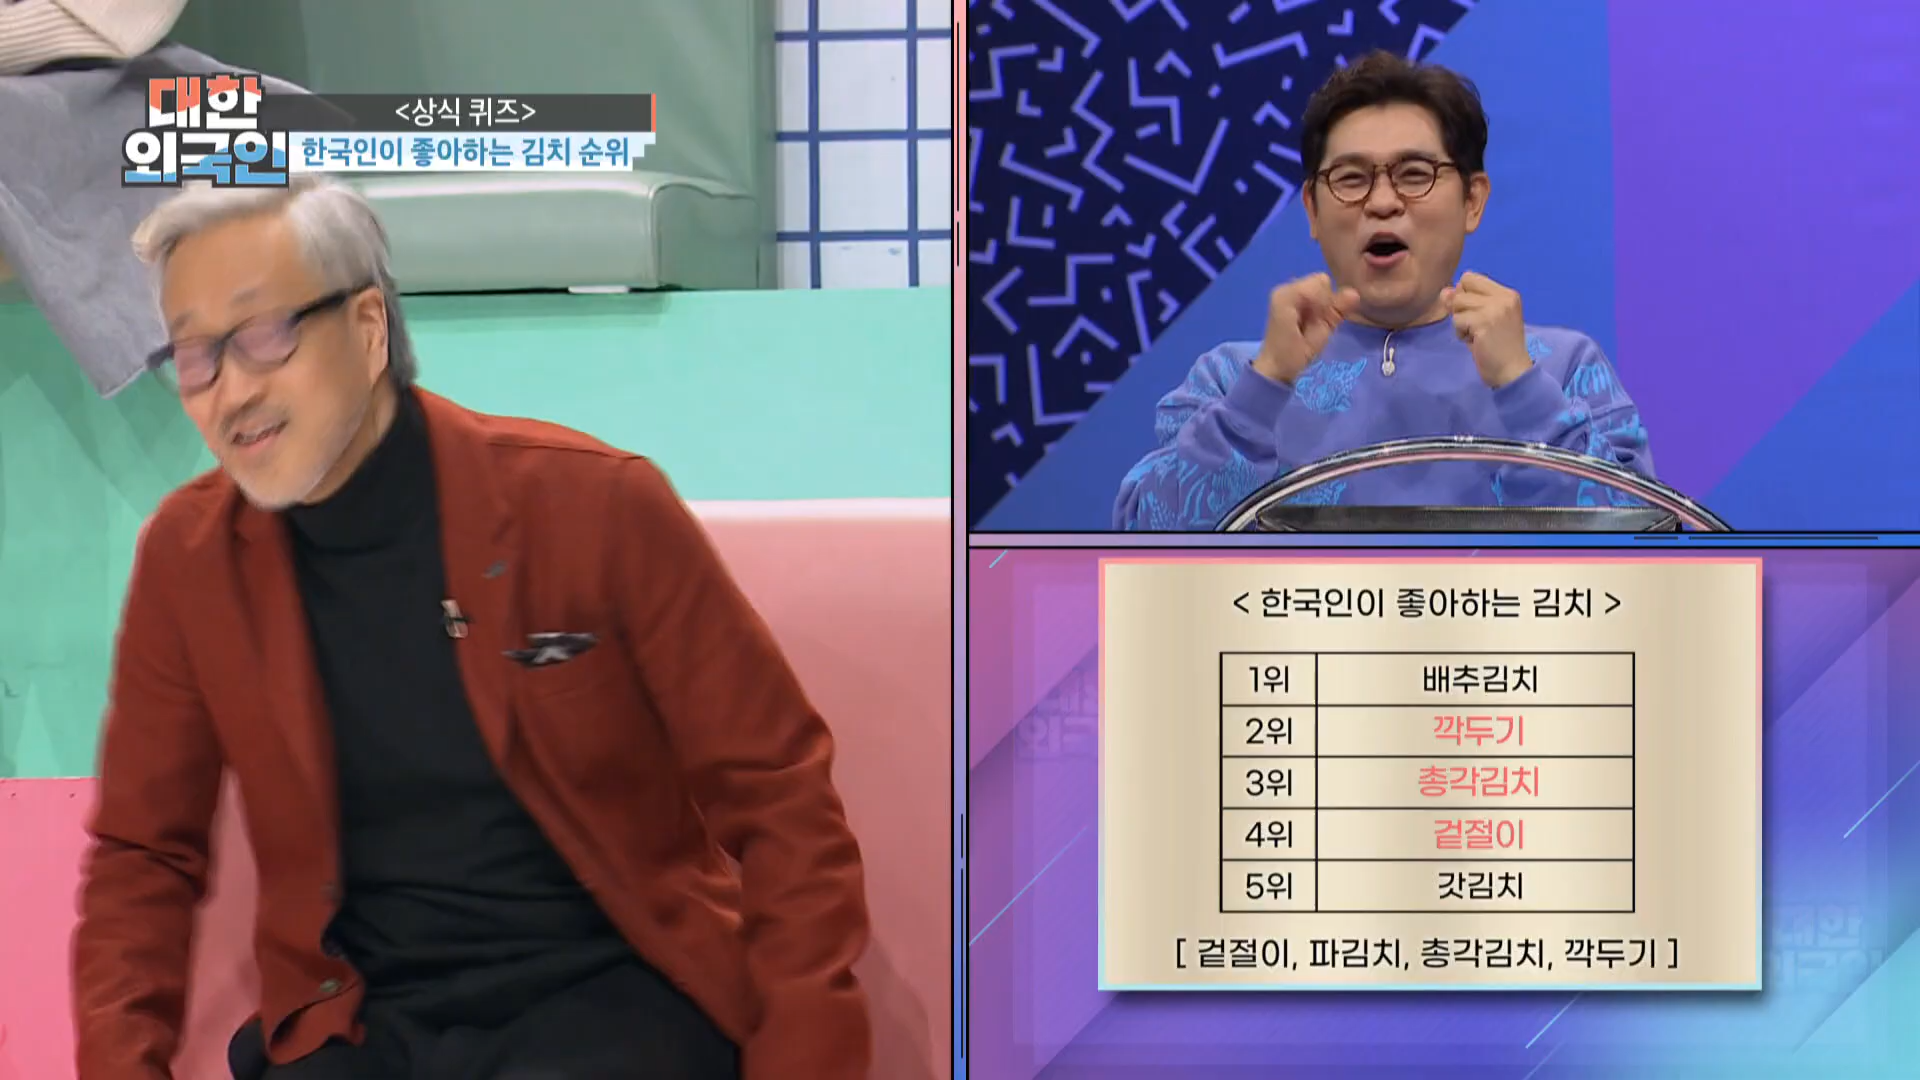 대한
외국인
<상식 퀴즈>
한국인이 좋아하는 김치 순위
< 한국인이 좋아하는 김치 >
1위 배추김치
2위 깍두기
3위 총각김치
4위 겉절이
5위 갓김치
[ 겉절이, 파김치, 총각김치, 깍두기 ]